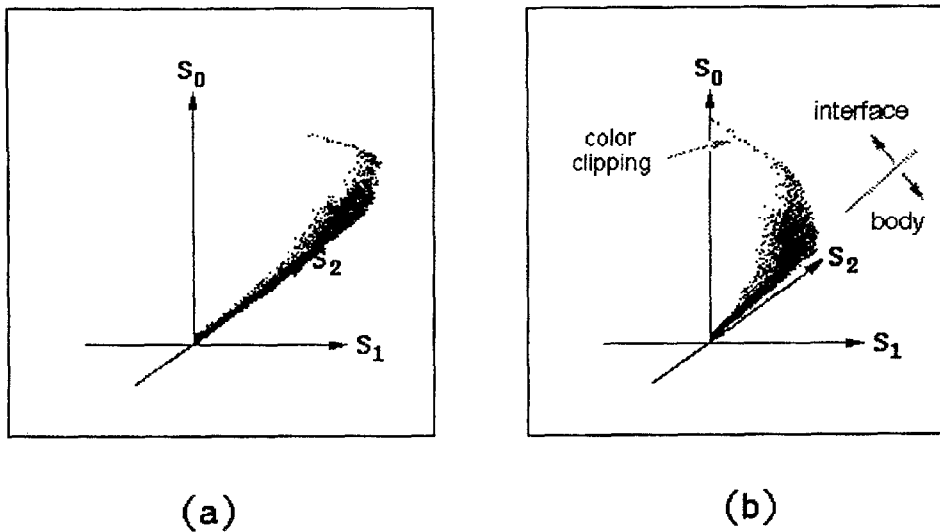 S0
S2
S1
(a)
S0
color
clipping
interface
body
S2
S1
(b)